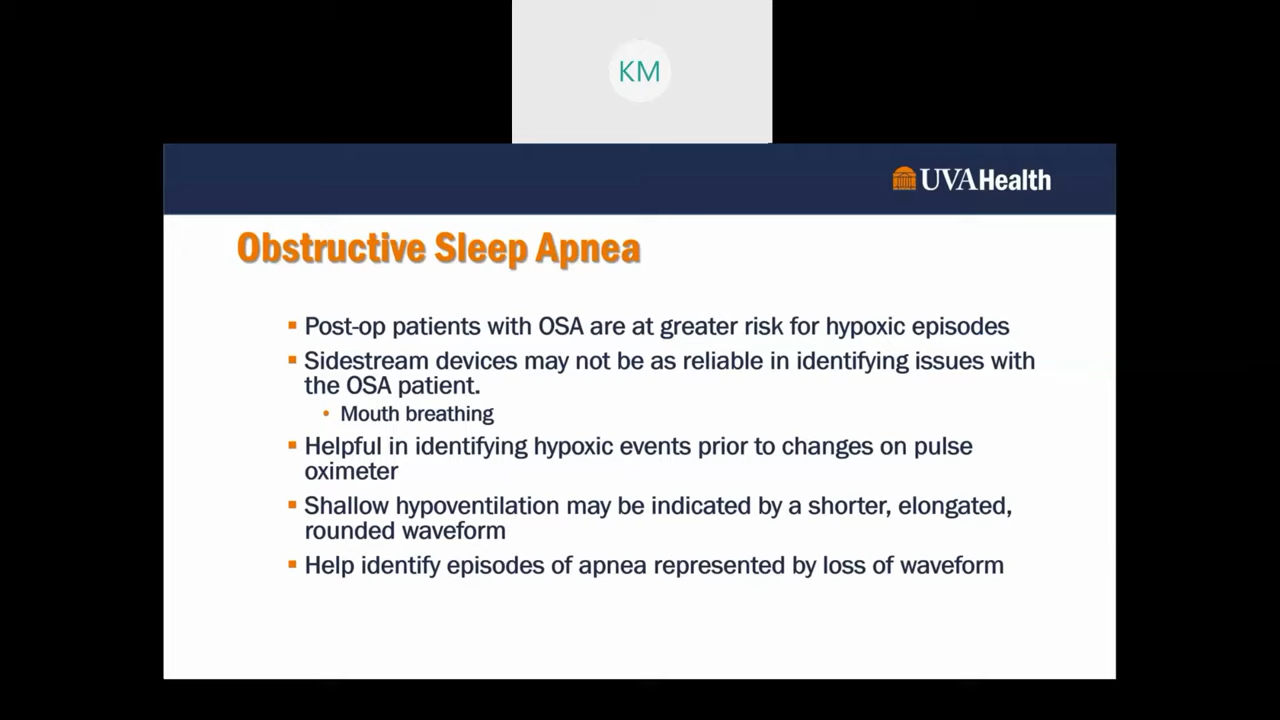 KM
UVAHealth
Obstructive Sleep Apnea
▪ Post-op patients with OSA are at greater risk for hypoxic episodes
▪ Sidestream devices may not be as reliable in identifying issues with
the OSA patient.
• Mouth breathing
▪ Helpful in identifying hypoxic events prior to changes on pulse
oximeter
▪ Shallow hypoventilation may be indicated by a shorter, elongated,
rounded waveform
▪ Help identify episodes of apnea represented by loss of waveform